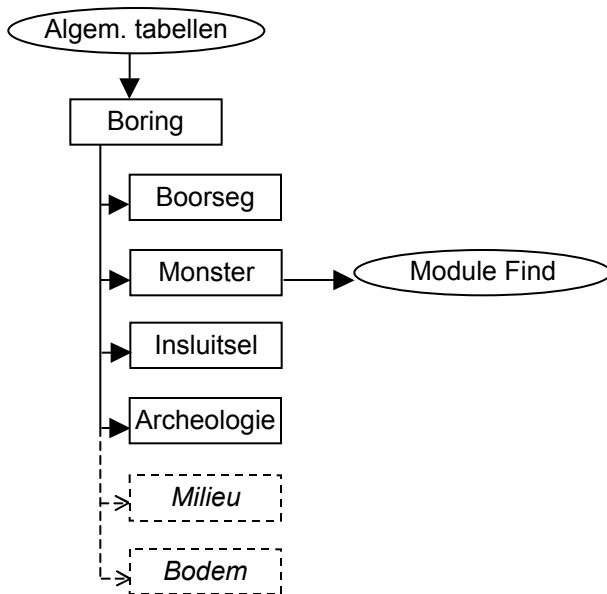 Algem. tabellen
Boring
Boorseg
Monster
Module Find
Insluitsel
Archeologie
Milieu
Bodem